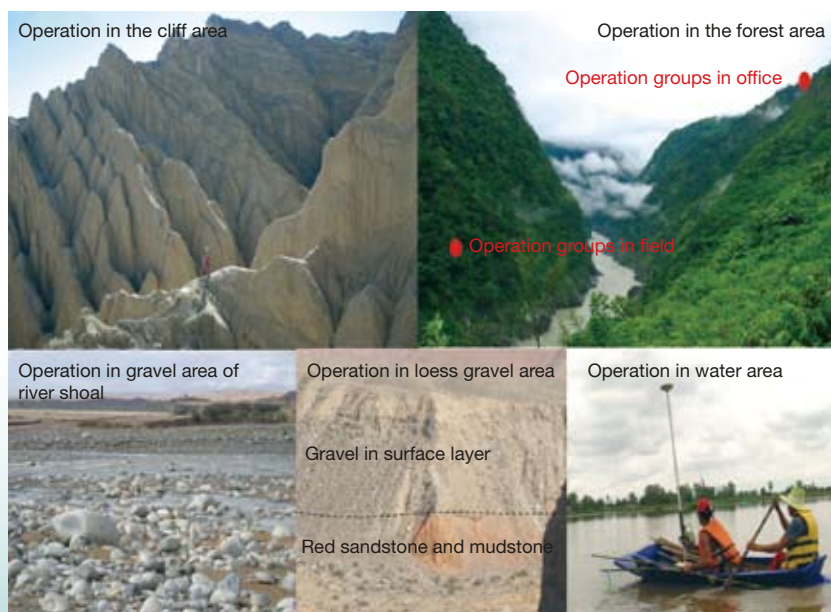 Operation in the cliff area
Operation in the forest area
Operation groups in office
Operation groups in field
Operation in gravel area of
river shoal
Operation in loess gravel area
Gravel in surface layer
Red sandstone and mudstone
Operation in water area